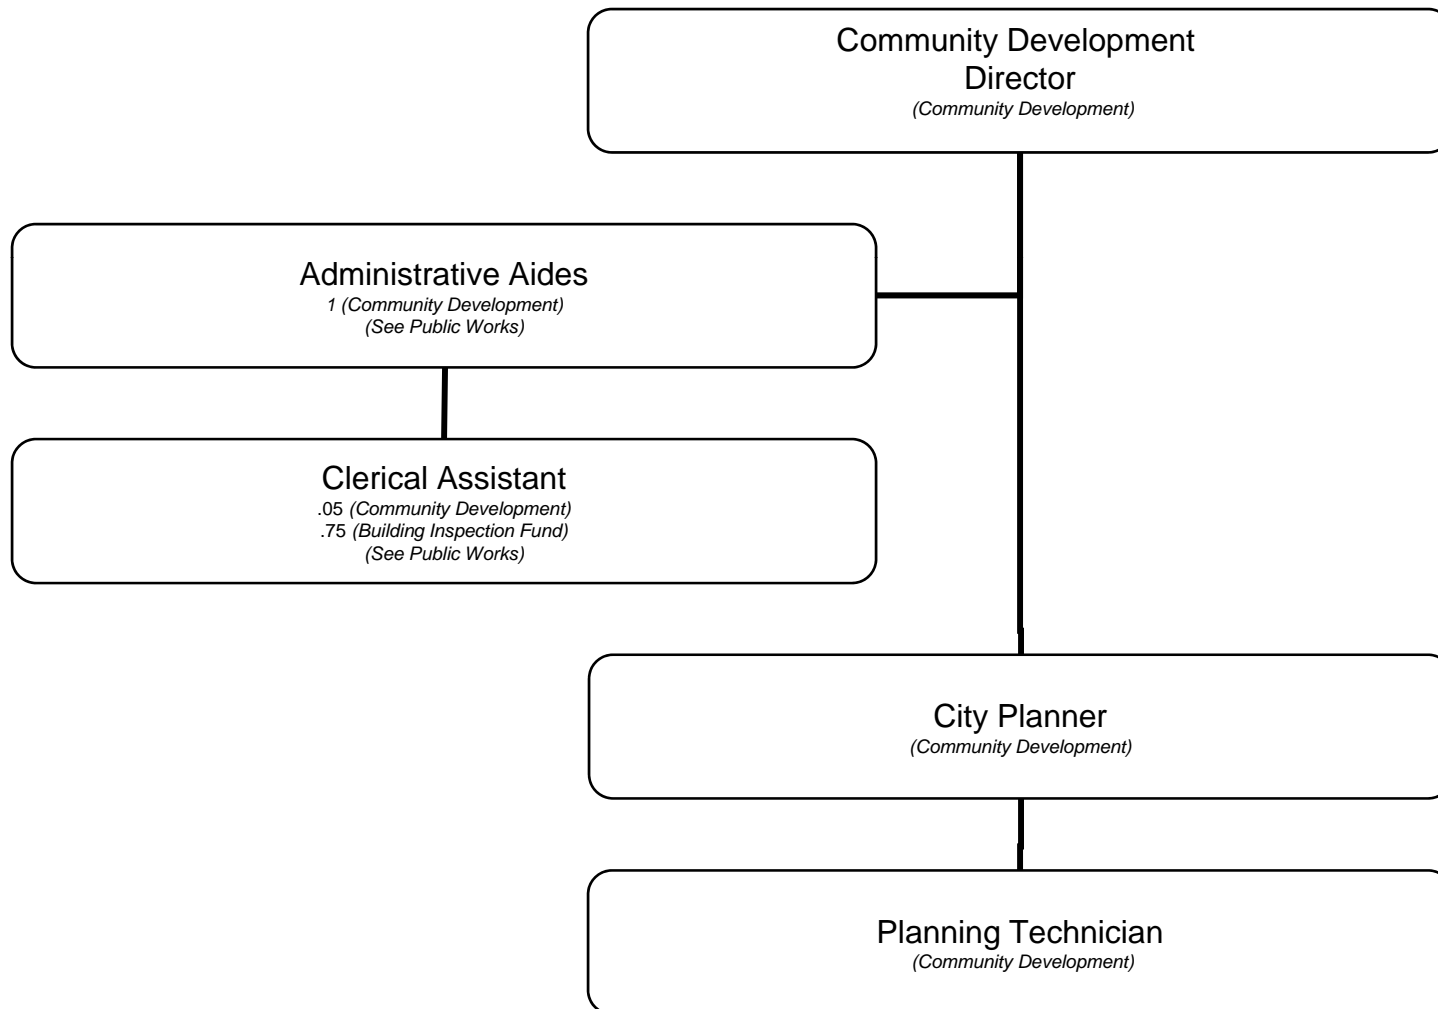 Community Development
Director
(Community Development)
Administrative Aides
1 (Community Development)
(See Public Works)
Clerical Assistant
.05 (Community Development)
.75 (Building Inspection Fund)
(See Public Works)
City Planner
(Community Development)
Planning Technician
(Community Development)